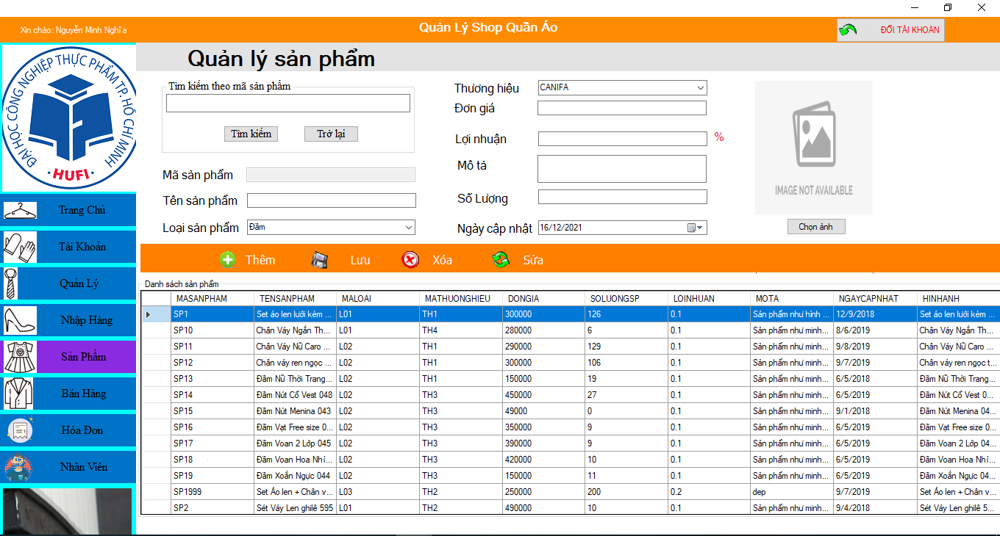 Xin chào: Nguyễn Minh Nghĩa
Quản Lý Shop Quần Áo
ĐỔI TÀI KHOẢN
ĐẠI HỌC CÔNG NGHIỆP THỰC PHẨM TP. HỒ CHÍ MINH
HUFI
Trang Chủ
Tài Khoản
Quản Lý
Nhập Hàng
Sản Phẩm
Bán Hàng
Hóa Đơn
Nhân Viên
Quản lý sản phẩm
Tìm kiếm theo mã sản phẩm
Tìm kiếm
Trở lại
Mã sản phẩm
Tên sản phẩm
Loại sản phẩm Đầm
Thương hiệu CANIFA
Đơn giá
Lợi nhuận %
Mô tả
Số Lượng
Ngày cập nhật 16/12/2021
IMAGE NOT AVAILABLE
Chọn ảnh
Thêm Lưu Xóa Sửa
Danh sách sản phẩm
MASANPHAM TENSANPHAM MALOAI MATHUONGHIEU DONGIA SOLUONGSP LOINHUAN MOTA NGAYCAPNHAT HINHANH
SP1 Set áo len lưới kèm ... L01 TH1 300000 126 0.1 Sản phẩm như hình ... 12/9/2018 Set áo len lưới kèm ...
SP10 Chân Váy Ngắn Th... L01 TH4 280000 6 0.1 Sản phẩm như minh... 8/6/2019 Chân Váy Ngắn Th...
SP11 Chân Váy Nữ Caro ... L02 TH1 290000 129 0.1 Sản phẩm như minh... 9/8/2019 Chân Váy Nữ Caro ...
SP12 Chân váy ren ngọc ... L02 TH1 300000 106 0.1 Sản phẩm như minh... 9/7/2019 Chân váy ren ngọc t...
SP13 Đầm Nữ Thời Trang... L02 TH1 150000 19 0.1 Sản phẩm như minh... 6/5/2018 Đầm Nữ Thời Trang...
SP14 Đầm Nút Cổ Vest 048 L02 TH3 450000 27 0.1 Sản phẩm như minh... 6/5/2019 Đầm Nút Cổ Vest 0...
SP15 Đầm Nút Menina 043 L02 TH3 49000 0 0.1 Sản phẩm như minh... 9/1/2018 Đầm Nút Menina 04...
SP16 Đầm Vạt Free size 0... L02 TH3 350000 9 0.1 Sản phẩm như minh... 6/5/2019 Đầm Vạt Free size 0...
SP17 Đầm Voan 2 Lớp 045 L02 TH3 390000 9 0.1 Sản phẩm như minh... 6/5/2019 Đầm Voan 2 Lớp 04...
SP18 Đầm Voan Hoa Nhí... L02 TH3 420000 10 0.1 Sản phẩm như minh... 6/5/2019 Đầm Voan Hoa Nhí...
SP19 Đầm Xoắn Ngực 044 L02 TH3 150000 11 0.1 Sản phẩm như minh... 6/5/2019 Đầm Xoắn Ngực 04...
SP1999 Set Áo len + Chân v... L03 TH2 250000 200 0.2 dep 9/7/2019 Set Áo len + Chân v...
SP2 Sét Váy Len ghilê 595 L01 TH2 490000 10 0.1 Sản phẩm như minh... 9/4/2018 Sét Váy Len ghilê 5...